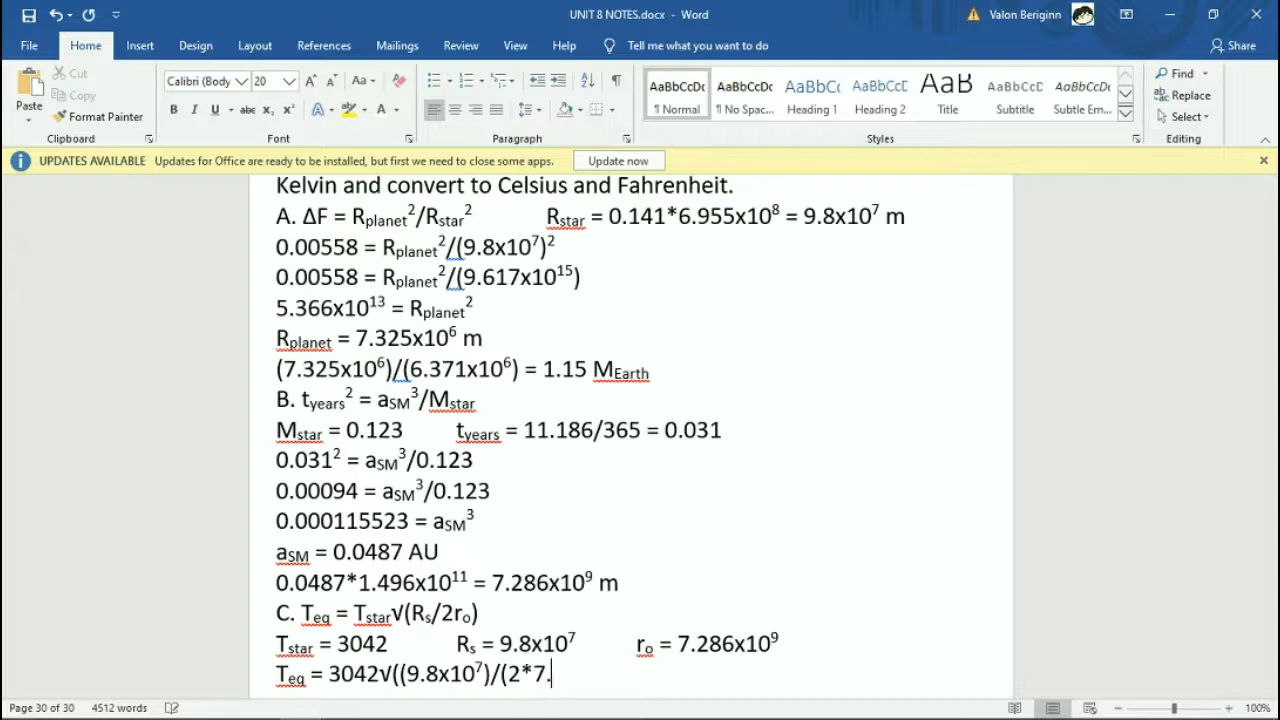 UNIT 8 NOTES.docx - Word
Valon Beriginn
File Home Insert Design Layout References Mailings Review View Help Tell me what you want to do Share
Paste
Cut
Copy
Format Painter
Clipboard
Calibri (Body 20
Font
Paragraph
AaBbCcDc AaBbCcDc AaBbCc AaBbCcD AaB AaBbCcD AaBbCcD
¶ Normal ¶ No Spac... Heading 1 Heading 2 Title Subtitle Subtle Em...
Styles
Find
Replace
Select
Editing
UPDATES AVAILABLE Updates for Office are ready to be installed, but first we need to close some apps. Update now
Kelvin and convert to Celsius and Fahrenheit.
A. ΔF = Rplanet²/Rstar² Rstar = 0.141*6.955x10⁸ = 9.8x10⁷ m
0.00558 = Rplanet²/(9.8x10⁷)²
0.00558 = Rplanet²/(9.617x10¹⁵)
5.366x10¹³ = Rplanet²
Rplanet = 7.325x10⁶ m
(7.325x10⁶)/(6.371x10⁶) = 1.15 MEarth
B. tyears² = aSM³/Mstar
Mstar = 0.123 tyears = 11.186/365 = 0.031
0.031² = aSM³/0.123
0.00094 = aSM³/0.123
0.000115523 = aSM³
aSM = 0.0487 AU
0.0487*1.496x10¹¹ = 7.286x10⁹ m
C. Teq = Tstar√(Rs/2ro)
Tstar = 3042 Rs = 9.8x10⁷ ro = 7.286x10⁹
Teq = 3042√((9.8x10⁷)/(2*7.
Page 30 of 30 4512 words 100%